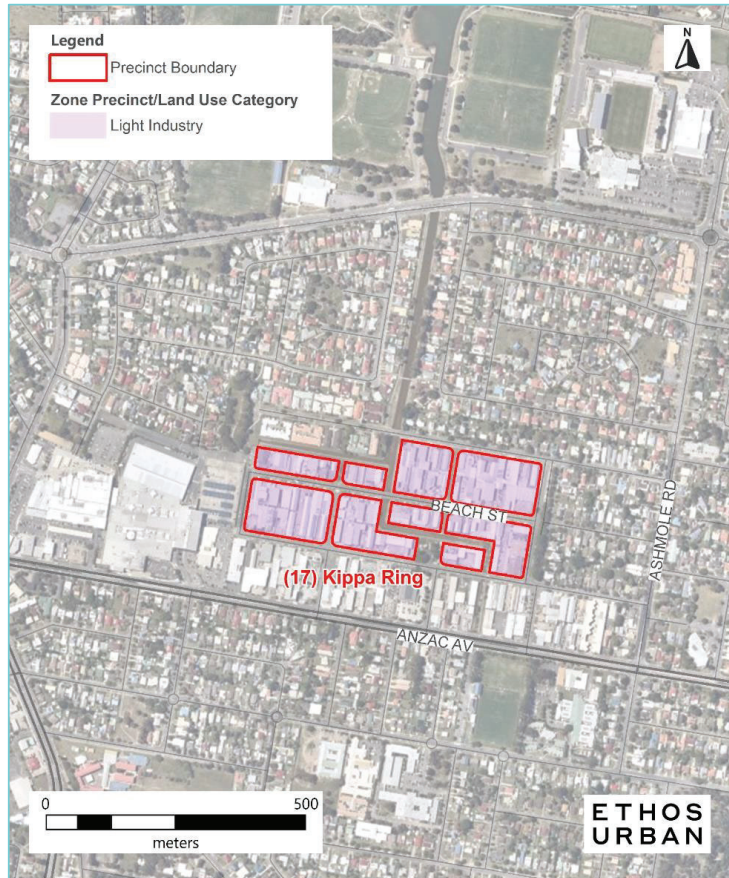 Legend
Precinct Boundary
Zone Precinct/Land Use Category
Light Industry
N
BEACH ST
ASHMOLE RD
(17) Kippa Ring
ANZAC AV
0 500
meters
ETHOS
URBAN